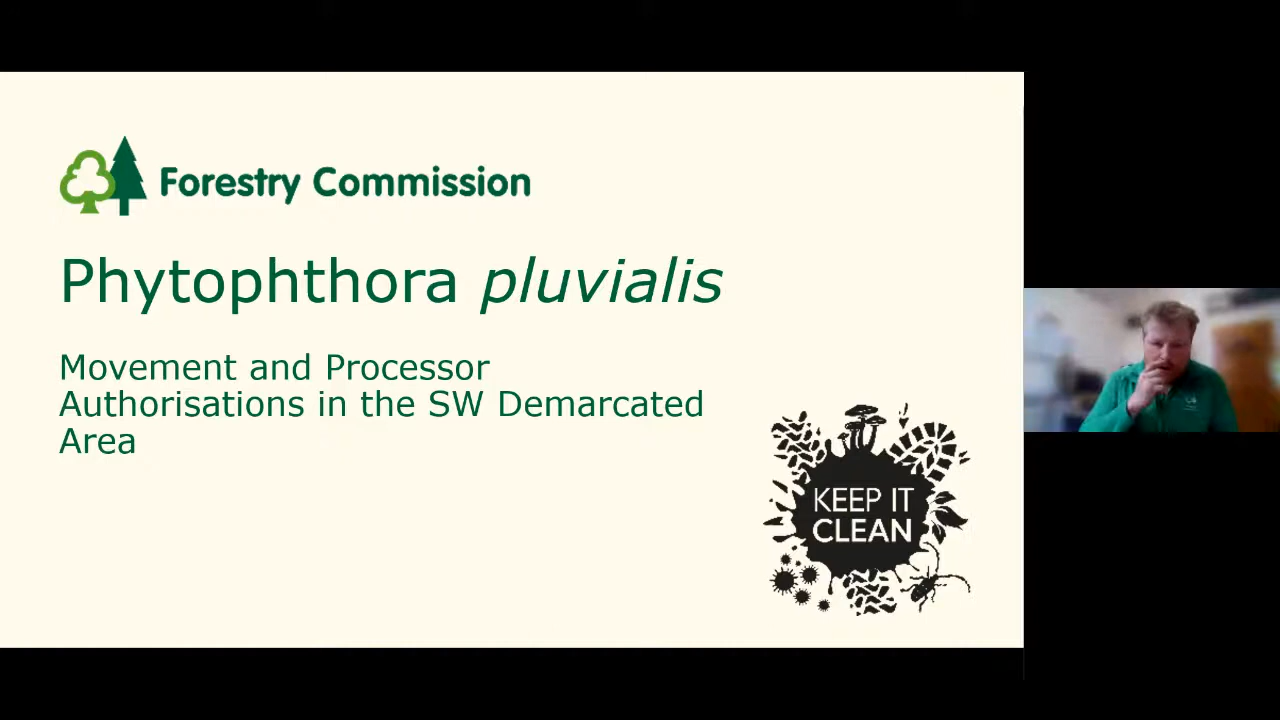 Forestry Commission
Phytophthora pluvialis
Movement and Processor
Authorisations in the SW Demarcated
Area
KEEP IT
CLEAN